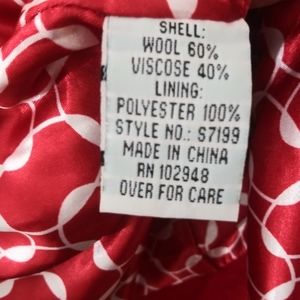 SHELL:
WOOL 60%
VISCOSE 40%
LINING:
POLYESTER 100%
STYLE NO.: S7199
MADE IN CHINA
RN 102948
OVER FOR CARE